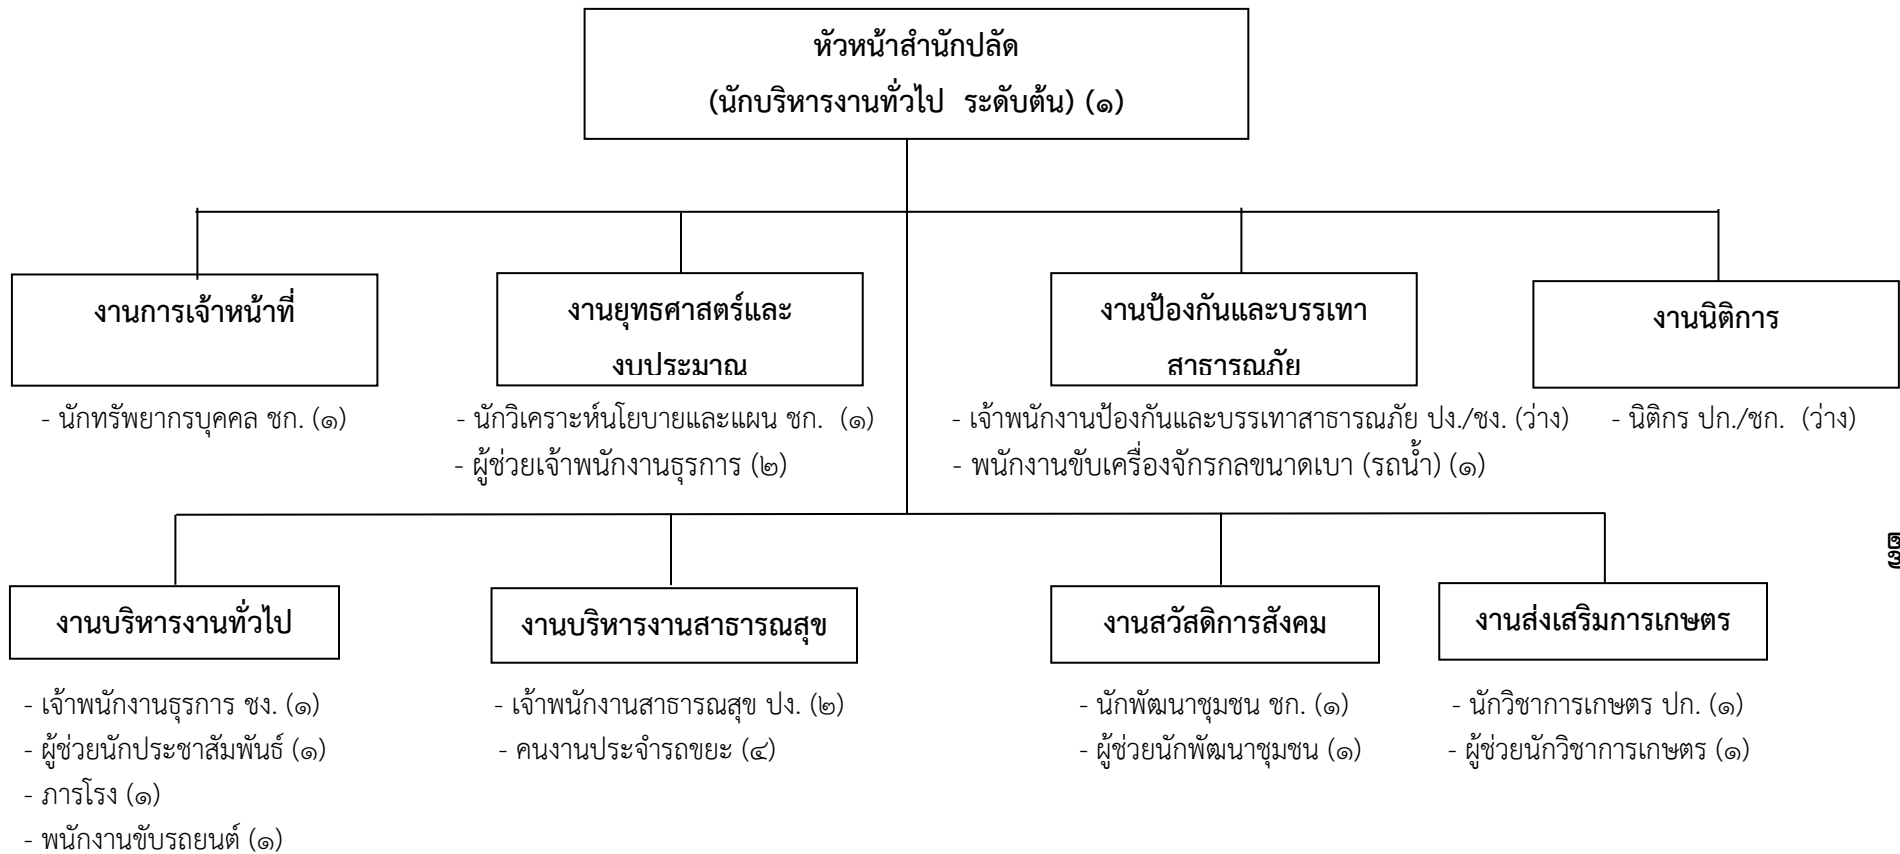 หัวหน้าสำนักปลัด
(นักบริหารงานทั่วไป ระดับต้น) (๑)
งานการเจ้าหน้าที่
- นักทรัพยากรบุคคล ชก. (๑)
งานยุทธศาสตร์และ
งบประมาณ
- นักวิเคราะห์นโยบายและแผน ชก. (๑)
- ผู้ช่วยเจ้าพนักงานธุรการ (๒)
งานป้องกันและบรรเทา
สาธารณภัย
- เจ้าพนักงานป้องกันและบรรเทาสาธารณภัย ปง./ชง. (ว่าง)
- พนักงานขับเครื่องจักรกลขนาดเบา (รถน้ำ) (๑)
งานนิติการ
- นิติกร ปก./ชก. (ว่าง)
๒๗
งานบริหารงานทั่วไป
- เจ้าพนักงานธุรการ ชง. (๑)
- ผู้ช่วยนักประชาสัมพันธ์ (๑)
- ภารโรง (๑)
- พนักงานขับรถยนต์ (๑)
งานบริหารงานสาธารณสุข
- เจ้าพนักงานสาธารณสุข ปง. (๒)
- คนงานประจำรถขยะ (๔)
งานสวัสดิการสังคม
- นักพัฒนาชุมชน ชก. (๑)
- ผู้ช่วยนักพัฒนาชุมชน (๑)
งานส่งเสริมการเกษตร
- นักวิชาการเกษตร ปก. (๑)
- ผู้ช่วยนักวิชาการเกษตร (๑)